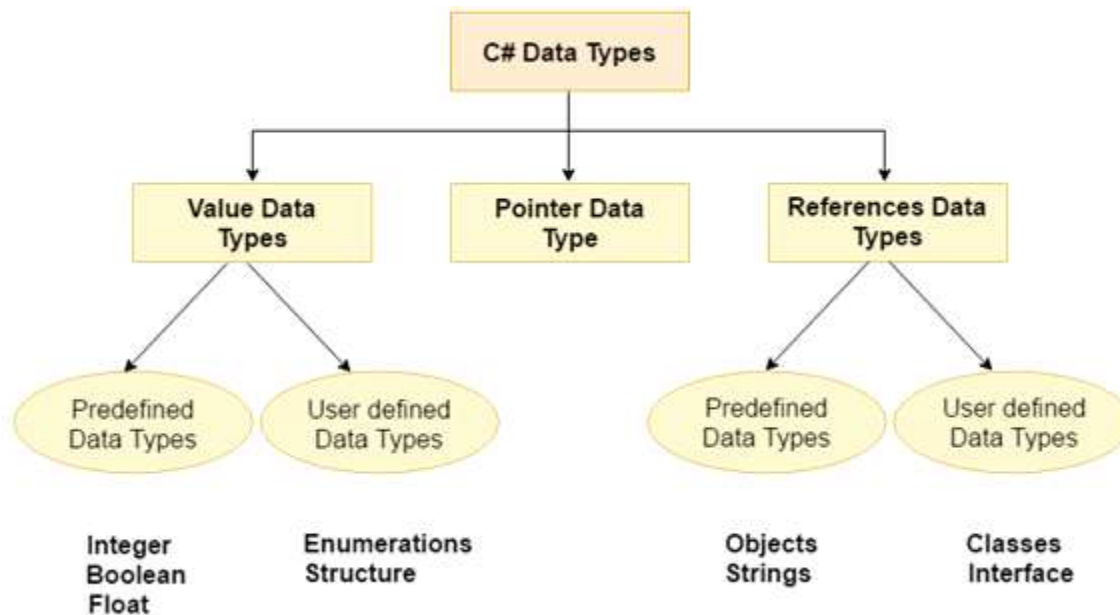 C# Data Types
Value Data
Types
Pointer Data
Type
References Data
Types
Predefined
Data Types
User defined
Data Types
Predefined
Data Types
User defined
Data Types
Integer
Boolean
Float
Enumerations
Structure
Objects
Strings
Classes
Interface